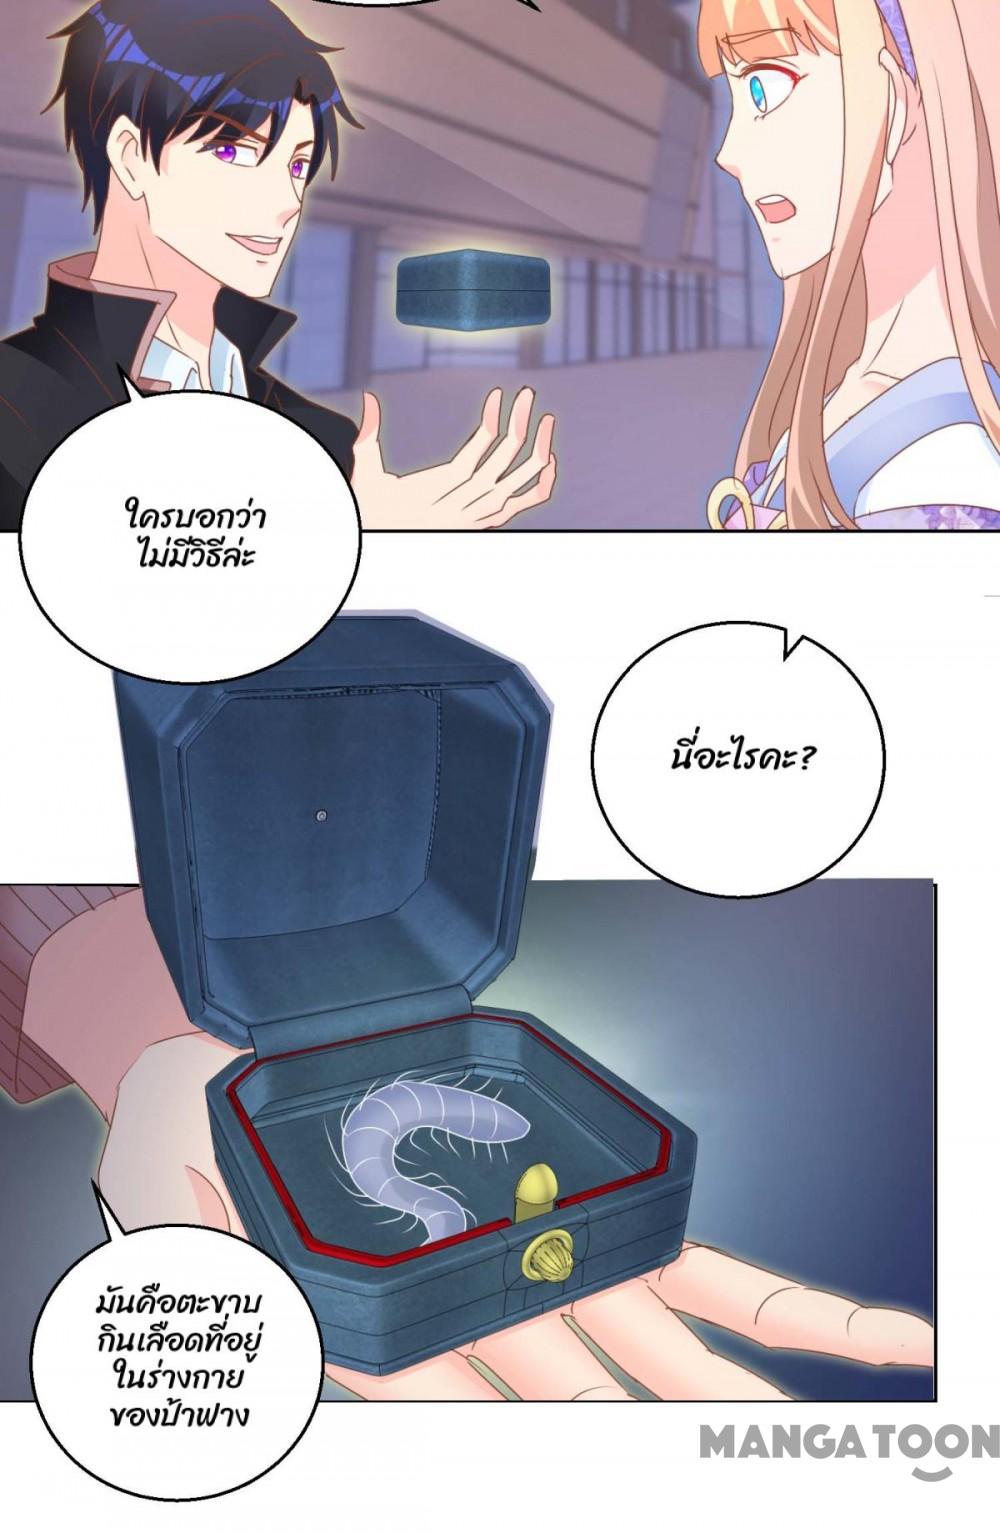 ใครบอกว่า
ไม่มีวิธีล่ะ
นี่อะไรคะ?
มันคือตะขาบ
กินเลือดที่อยู่
ในร่างกาย
ของป้าฟาง
MANGATOON